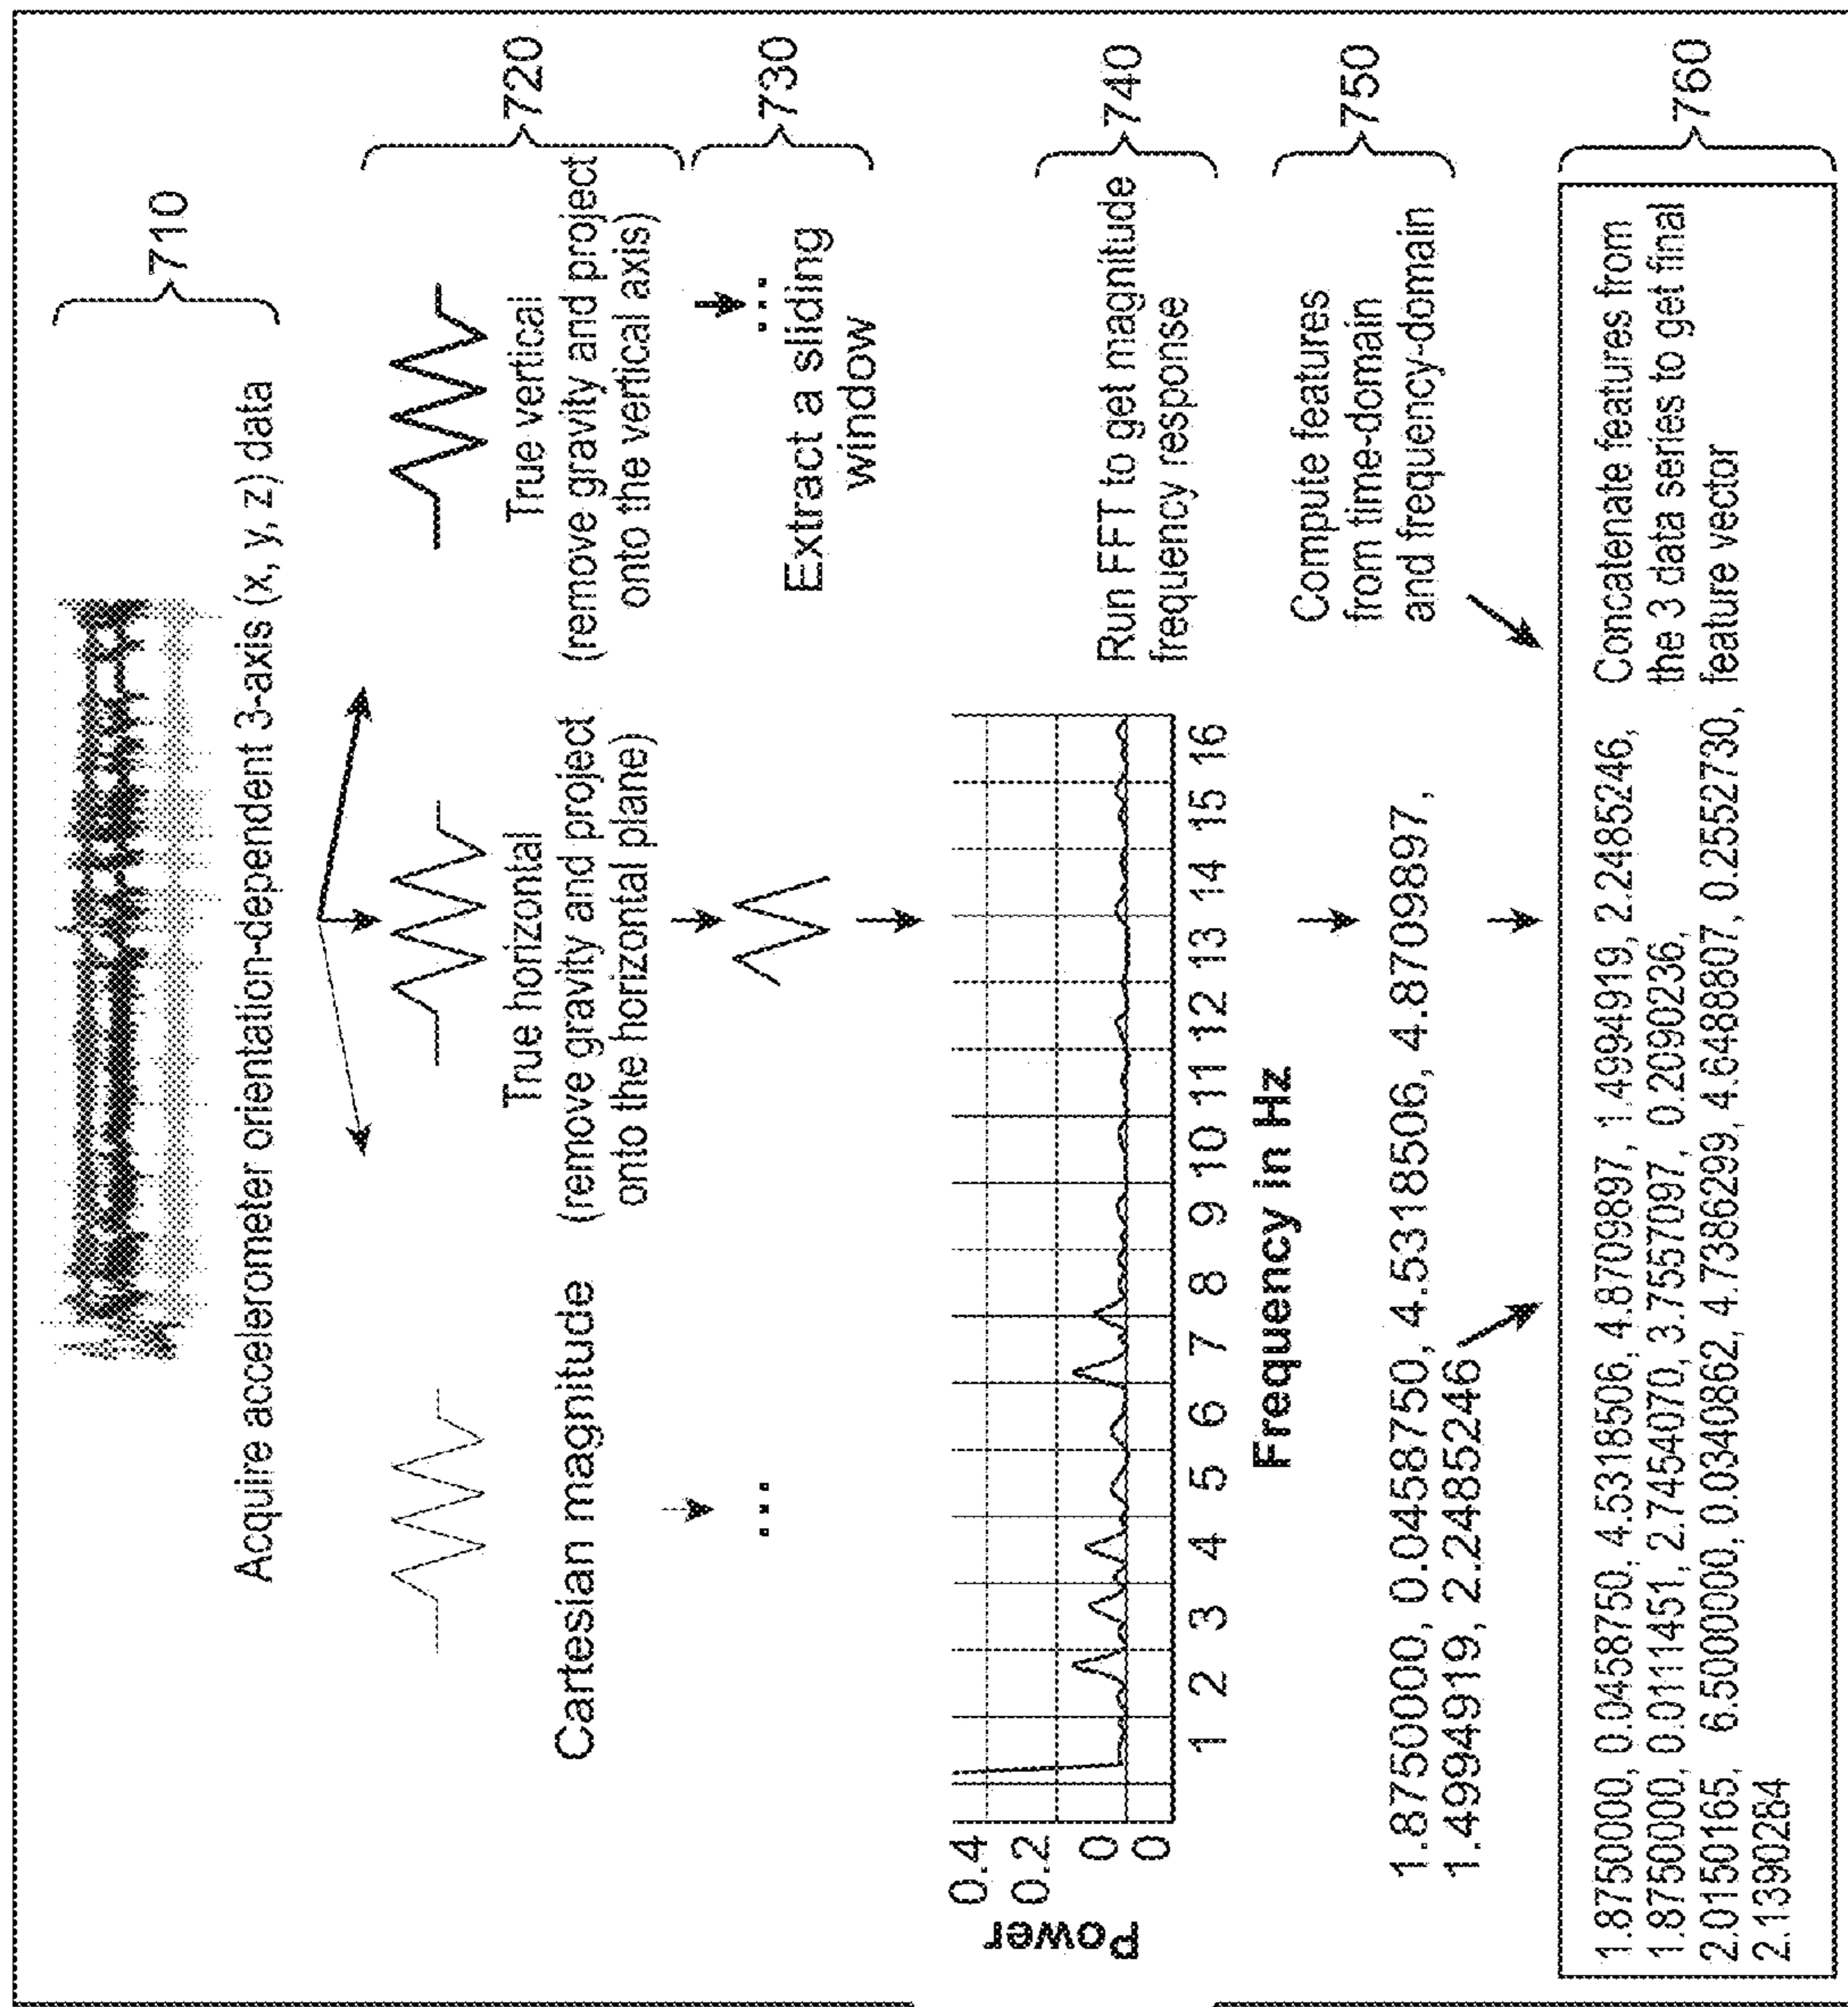 710
Acquire accelerometer orientation-dependent 3-axis (x, y, z) data
720
Cartesian magnitude
True horizontal
(remove gravity and project
onto the horizontal plane)
True vertical
(remove gravity and project
onto the vertical axis)
730
...
...
Extract a sliding
window
740
Power
0.4
0.2
0
0
1 2 3 4 5 6 7 8 9 10 11 12 13 14 15 16
Frequency in Hz
Run FFT to get magnitude
frequency response
750
1.8750000, 0.0458750, 4.5318506, 4.8709897,
1.4994919, 2.2485246
Compute features
from time-domain
and frequency-domain
760
1.8750000, 0.0458750, 4.5318506, 4.8709897, 1.4994919, 2.2485246,
1.8750000, 0.0111451, 2.7454070, 3.7557097, 0.2090236,
2.0150165, 6.5000000, 0.0340862, 4.7386299, 4.6488807, 0.2552730,
2.1390284
Concatenate features from
the 3 data series to get final
feature vector